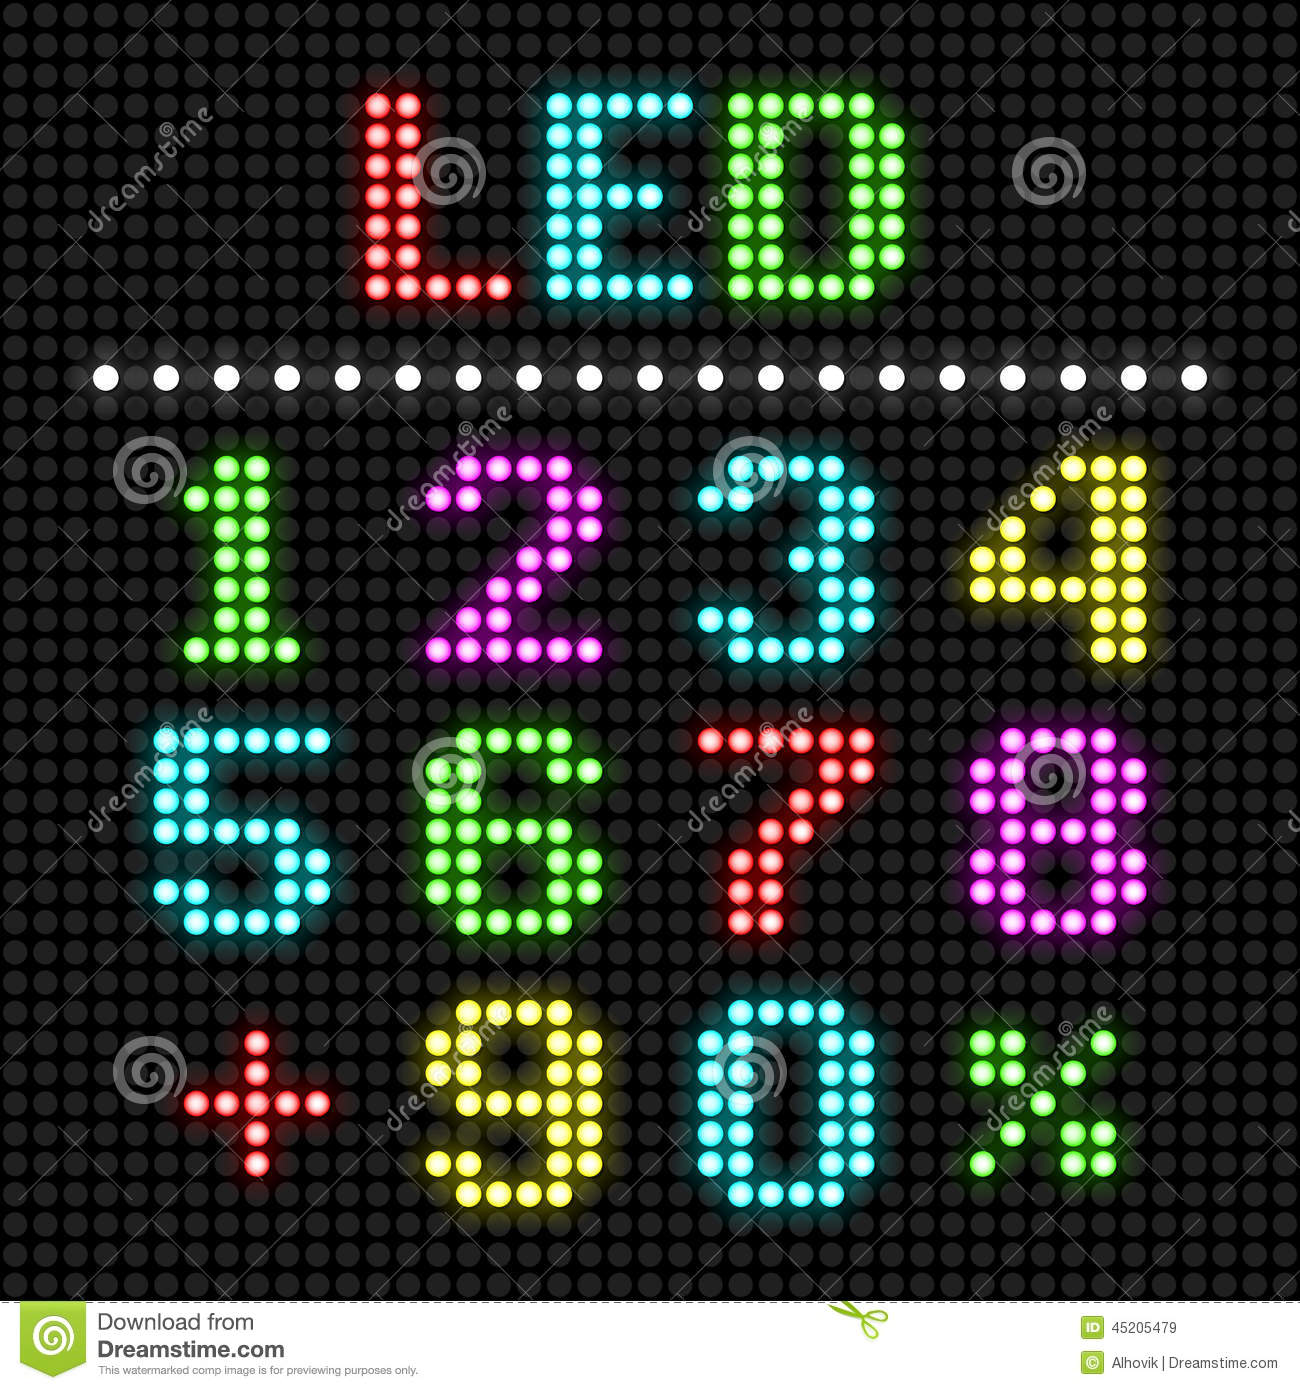 LED
1 2 3 4
5 6 7 8
+ 9 0 %
dreamstime
Download from
Dreamstime.com
This watermarked comp image is for previewing purposes only.
ID 45205479
© Alhovik | Dreamstime.com